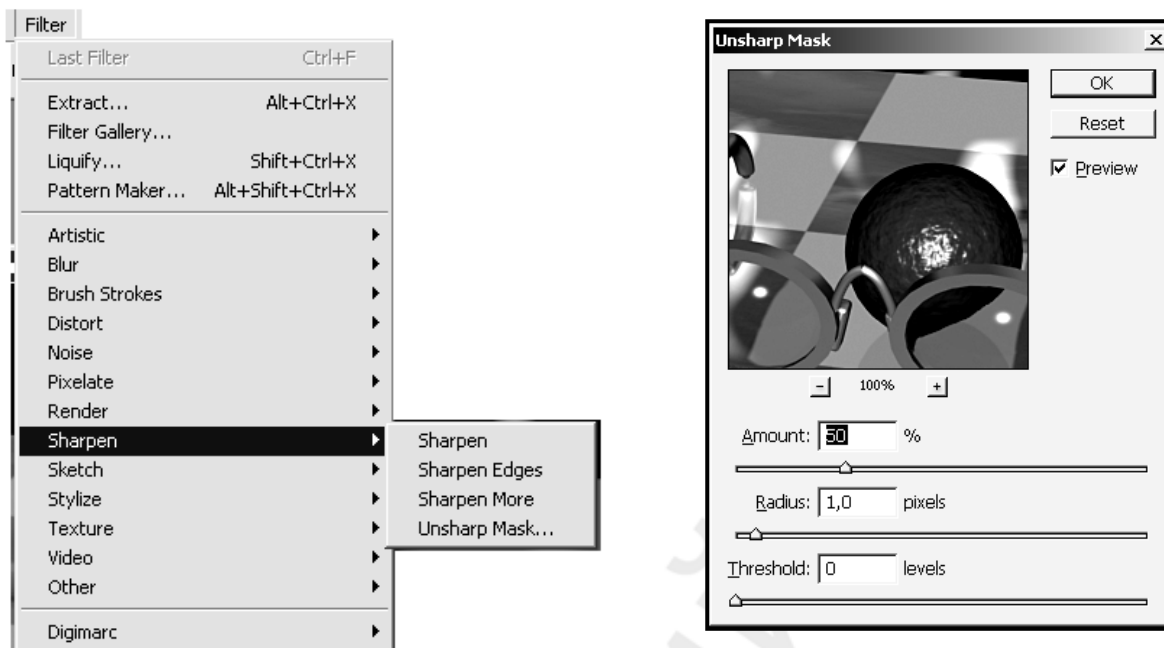 Filter
Last Filter Ctrl+F
Extract... Alt+Ctrl+X
Filter Gallery...
Liquify... Shift+Ctrl+X
Pattern Maker... Alt+Shift+Ctrl+X
Artistic
Blur
Brush Strokes
Distort
Noise
Pixelate
Render
Sharpen
Sketch
Stylize
Texture
Video
Other
Digimarc
Sharpen
Sharpen Edges
Sharpen More
Unsharp Mask...
Unsharp Mask
OK
Reset
Preview
100%
Amount: 50 %
Radius: 1,0 pixels
Threshold: 0 levels